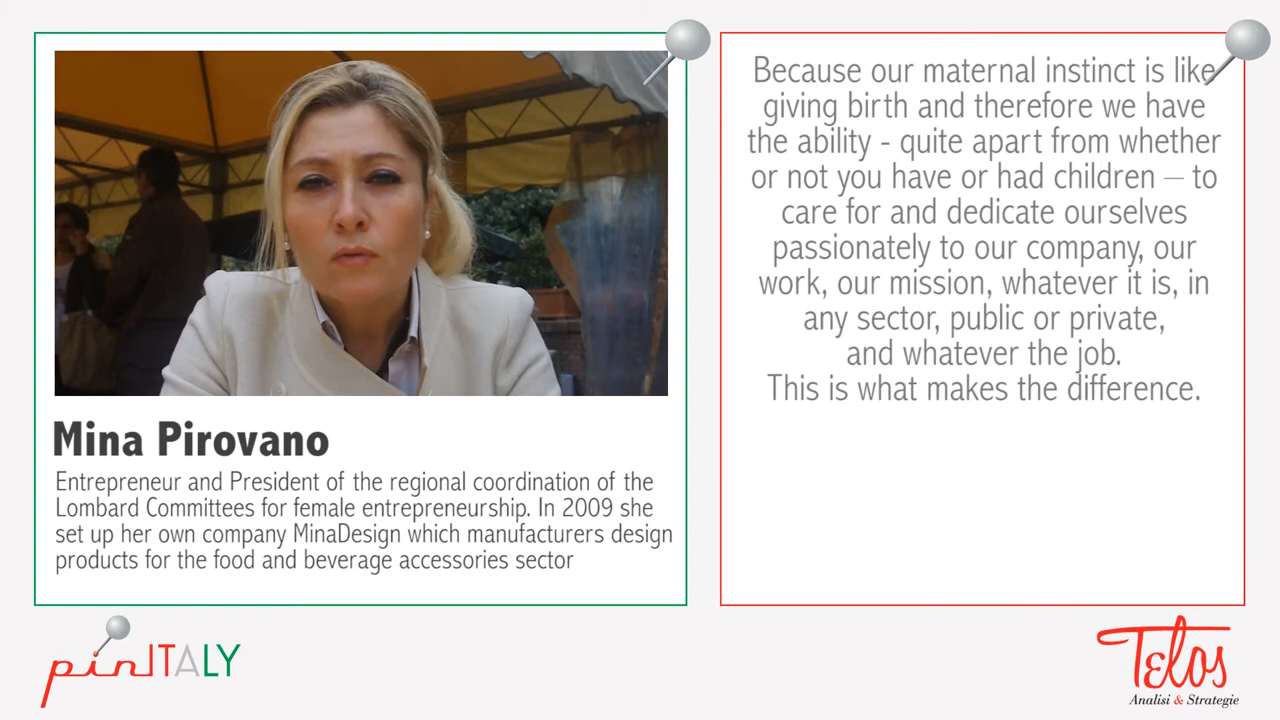 Mina Pirovano
Entrepreneur and President of the regional coordination of the
Lombard Committees for female entrepreneurship. In 2009 she
set up her own company MinaDesign which manufacturers design
products for the food and beverage accessories sector
Because our maternal instinct is like
giving birth and therefore we have
the ability - quite apart from whether
or not you have or had children – to
care for and dedicate ourselves
passionately to our company, our
work, our mission, whatever it is, in
any sector, public or private,
and whatever the job.
This is what makes the difference.
pinITALY
Telos
Analisi & Strategie